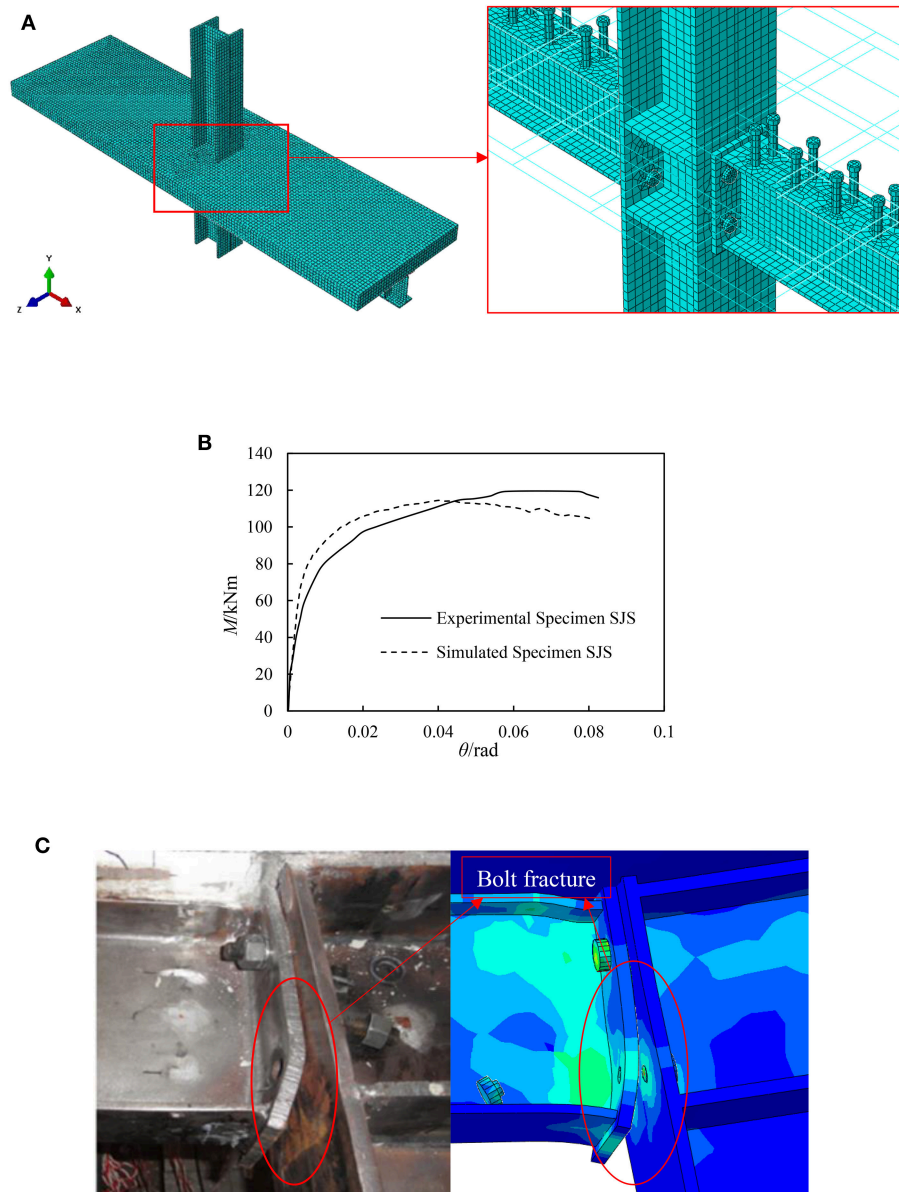 A
Y
Z
X
B
140
120
100
80
60
40
20
0
M/kNm
Experimental Specimen SJS
Simulated Specimen SJS
0
0.02
0.04
0.06
0.08
0.1
θ/rad
C
Bolt fracture